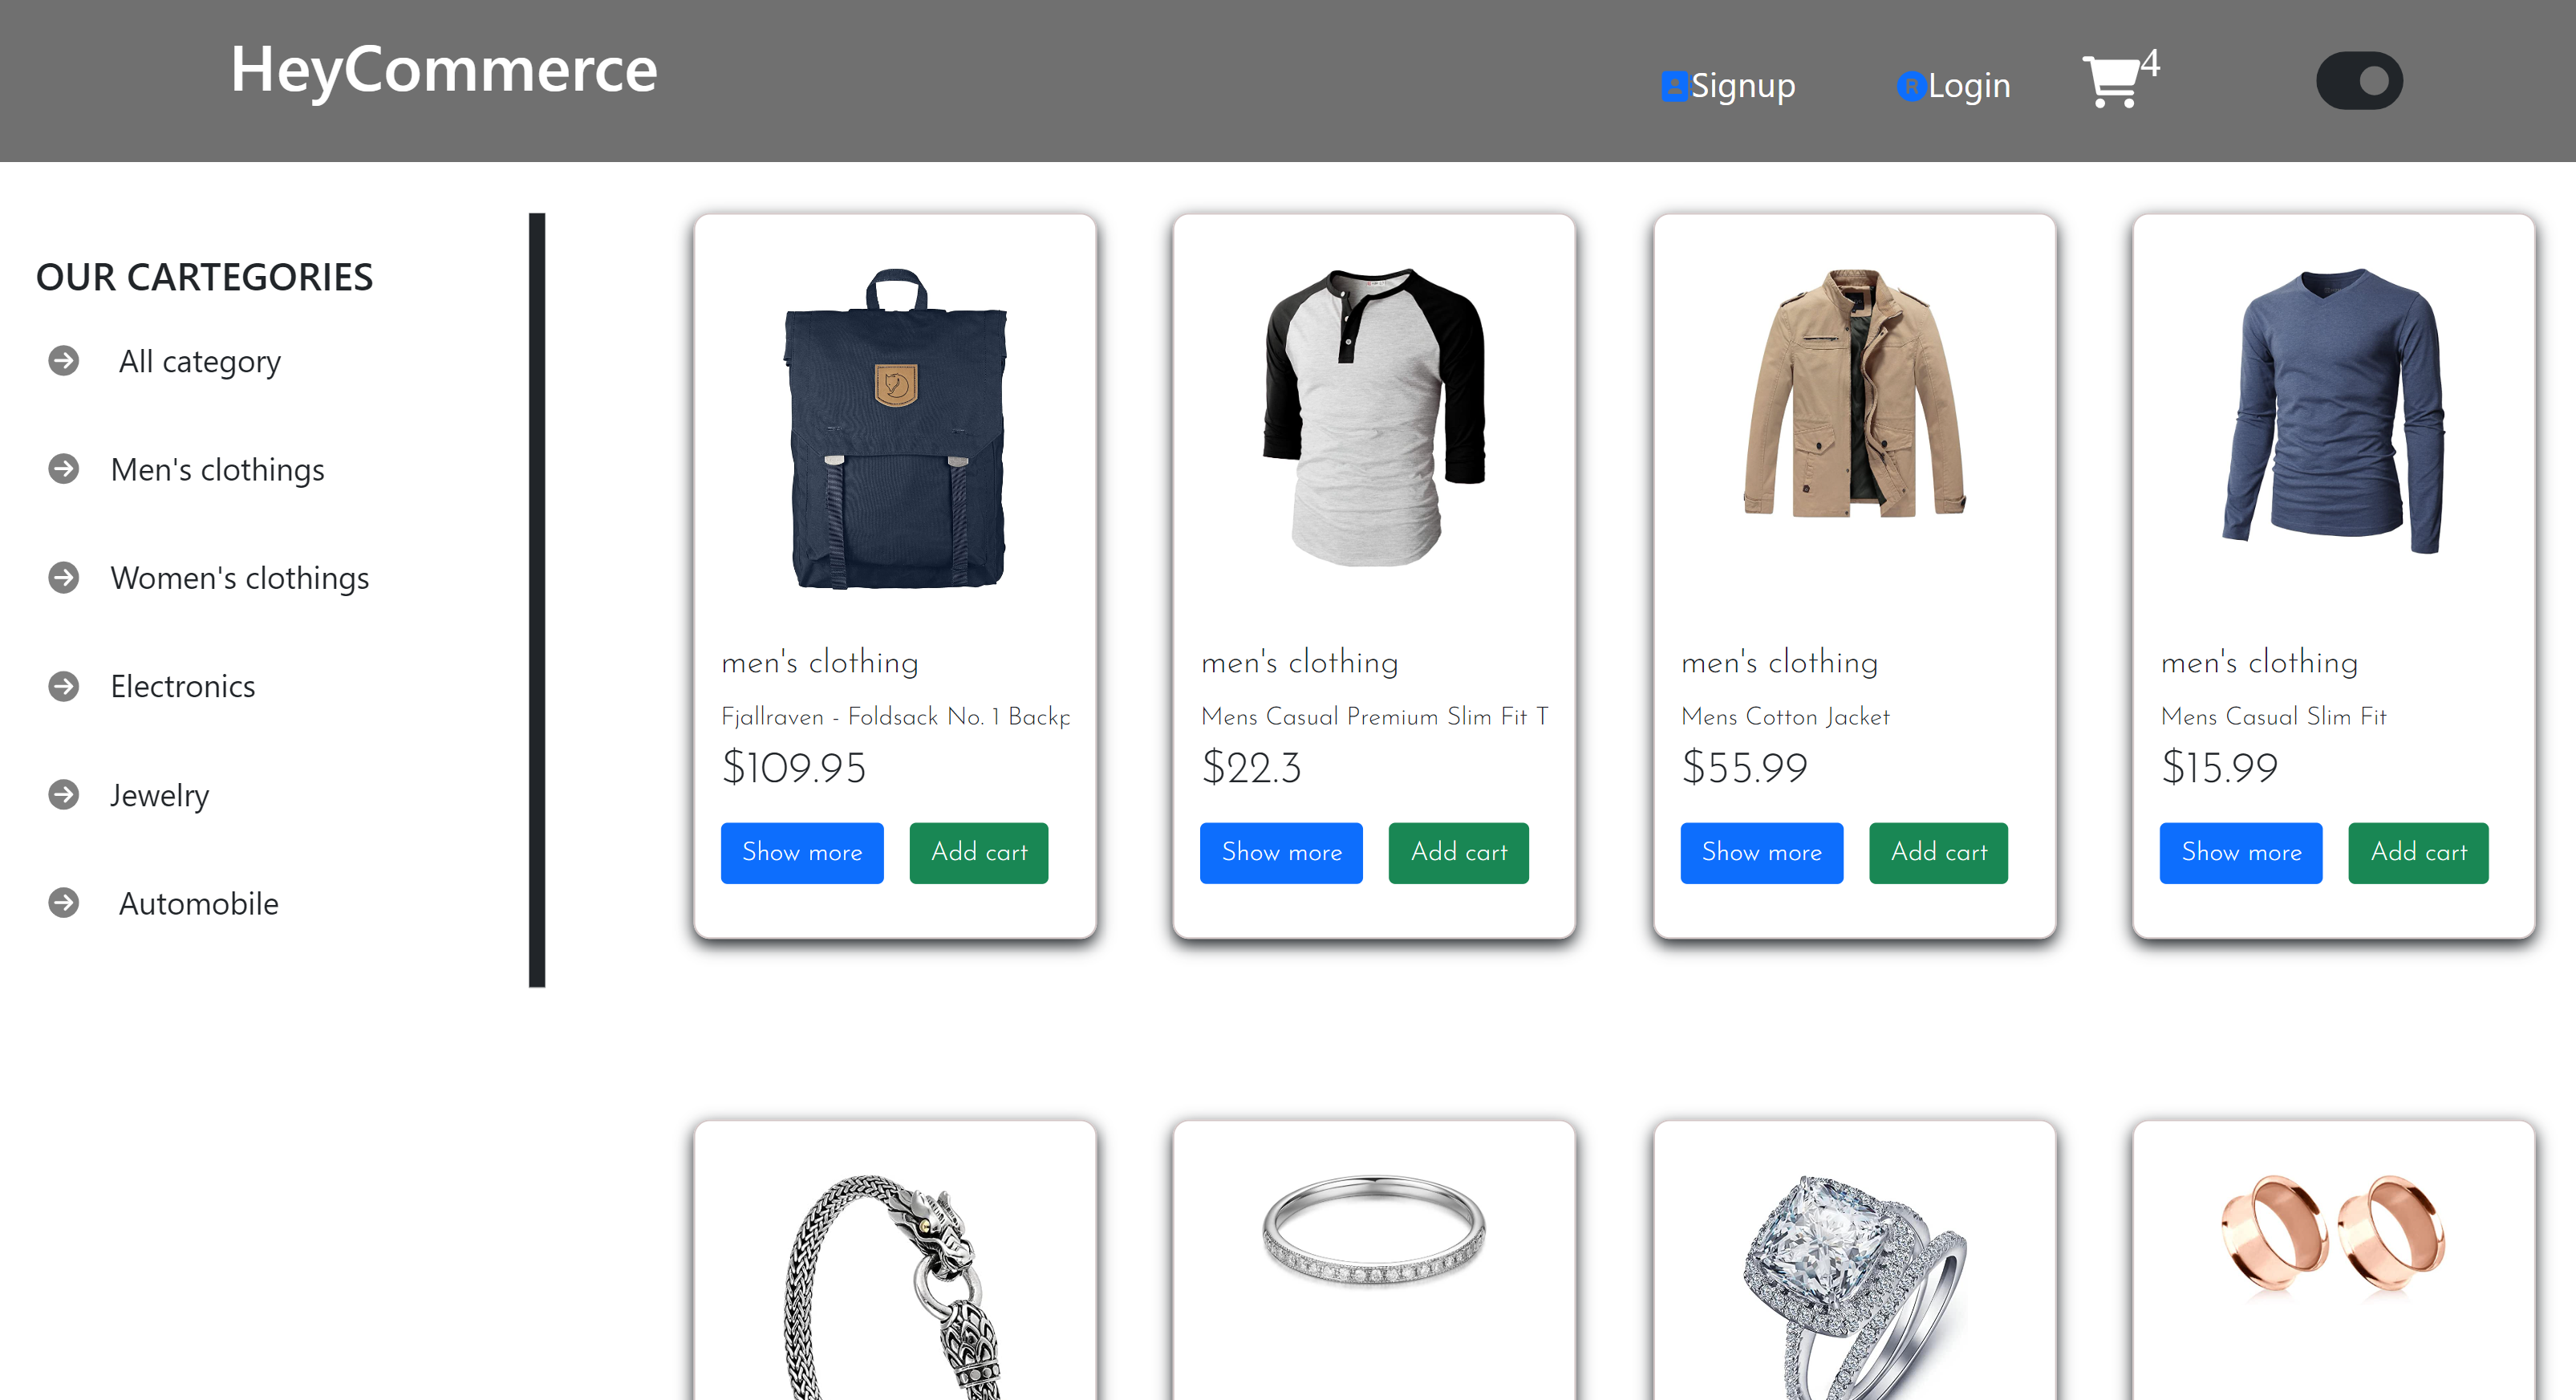 HeyCommerce
Signup
R Login
4
OUR CARTEGORIES
All category
Men's clothings
Women's clothings
Electronics
Jewelry
Automobile
men's clothing
Fjallraven - Foldsack No. 1 Backp
$109.95
Show more
Add cart
men's clothing
Mens Casual Premium Slim Fit T
$22.3
Show more
Add cart
men's clothing
Mens Cotton Jacket
$55.99
Show more
Add cart
men's clothing
Mens Casual Slim Fit
$15.99
Show more
Add cart